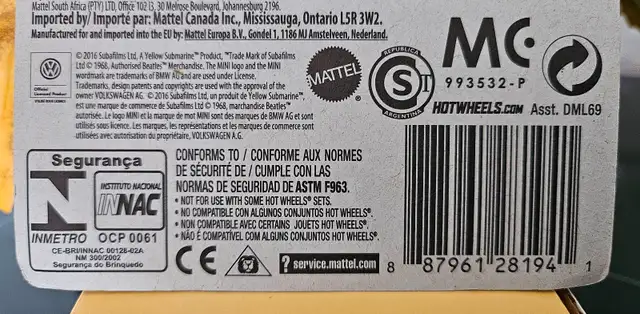 Mattel South Africa (PTY) LTD, Office 102 I3, 30 Melrose Boulevard, Johannesburg 2196.
Imported by/ Importé par: Mattel Canada Inc., Mississauga, Ontario L5R 3W2.
Manufactured for and imported into the EU by: Mattel Europa B.V., Gondel 1, 1186 MJ Amstelveen, Nederland.
© 2016 Subafilms Ltd. A Yellow Submarine™ Product, ™Trade Mark of Subafilms
Ltd © 1968, Authorised Beatles™ Merchandise. The MINI logo and the MINI
wordmark are trademarks of BMW AG and are used under License.
Trademarks, design patents and copyrights are used with the approval of the
owner VOLKSWAGEN AG. © 2016 Subafilms Ltd. un produit Yellow Submarine™,
est une marque de commerce de Subafilms Ltd © 1968, merchandise Beatles™
autorisée. Le logo MINI et la marque de mot MINI sont des marques de BMW AG et sont
utilisés sous licence. Les marques, les représentations et les marques de commerce sont
utilisées avec autorisation du propriétaire, VOLKSWAGEN AG.
Official
Licensed Product
MATTEL
REPUBLICA
CST
ARGENTINA
MC
993532-P
HOTWHEELS.COM Asst. DML69
Segurança
N
INMETRO
INSTITUTO NACIONAL
INNAC
OCP 0061
CE-BRI/INNAC 00128-02A
NM 300/2002
Segurança do Brinquedo
CONFORMS TO / CONFORME AUX NORMES
DE SÉCURITÉ DE / CUMPLE CON LAS
NORMAS DE SEGURIDAD DE ASTM F963.
• NOT FOR USE WITH SOME HOT WHEELS® SETS.
• NO COMPATIBLE CON ALGUNOS CONJUNTOS HOT WHEELS®.
• NON COMPATIBLE AVEC CERTAINS JOUETS HOT WHEELS®.
• NÃO É COMPATÍVEL COM ALGUNS CONJUNTOS HOT WHEELS®.
CE
? service.mattel.com
8 87961 28194 1